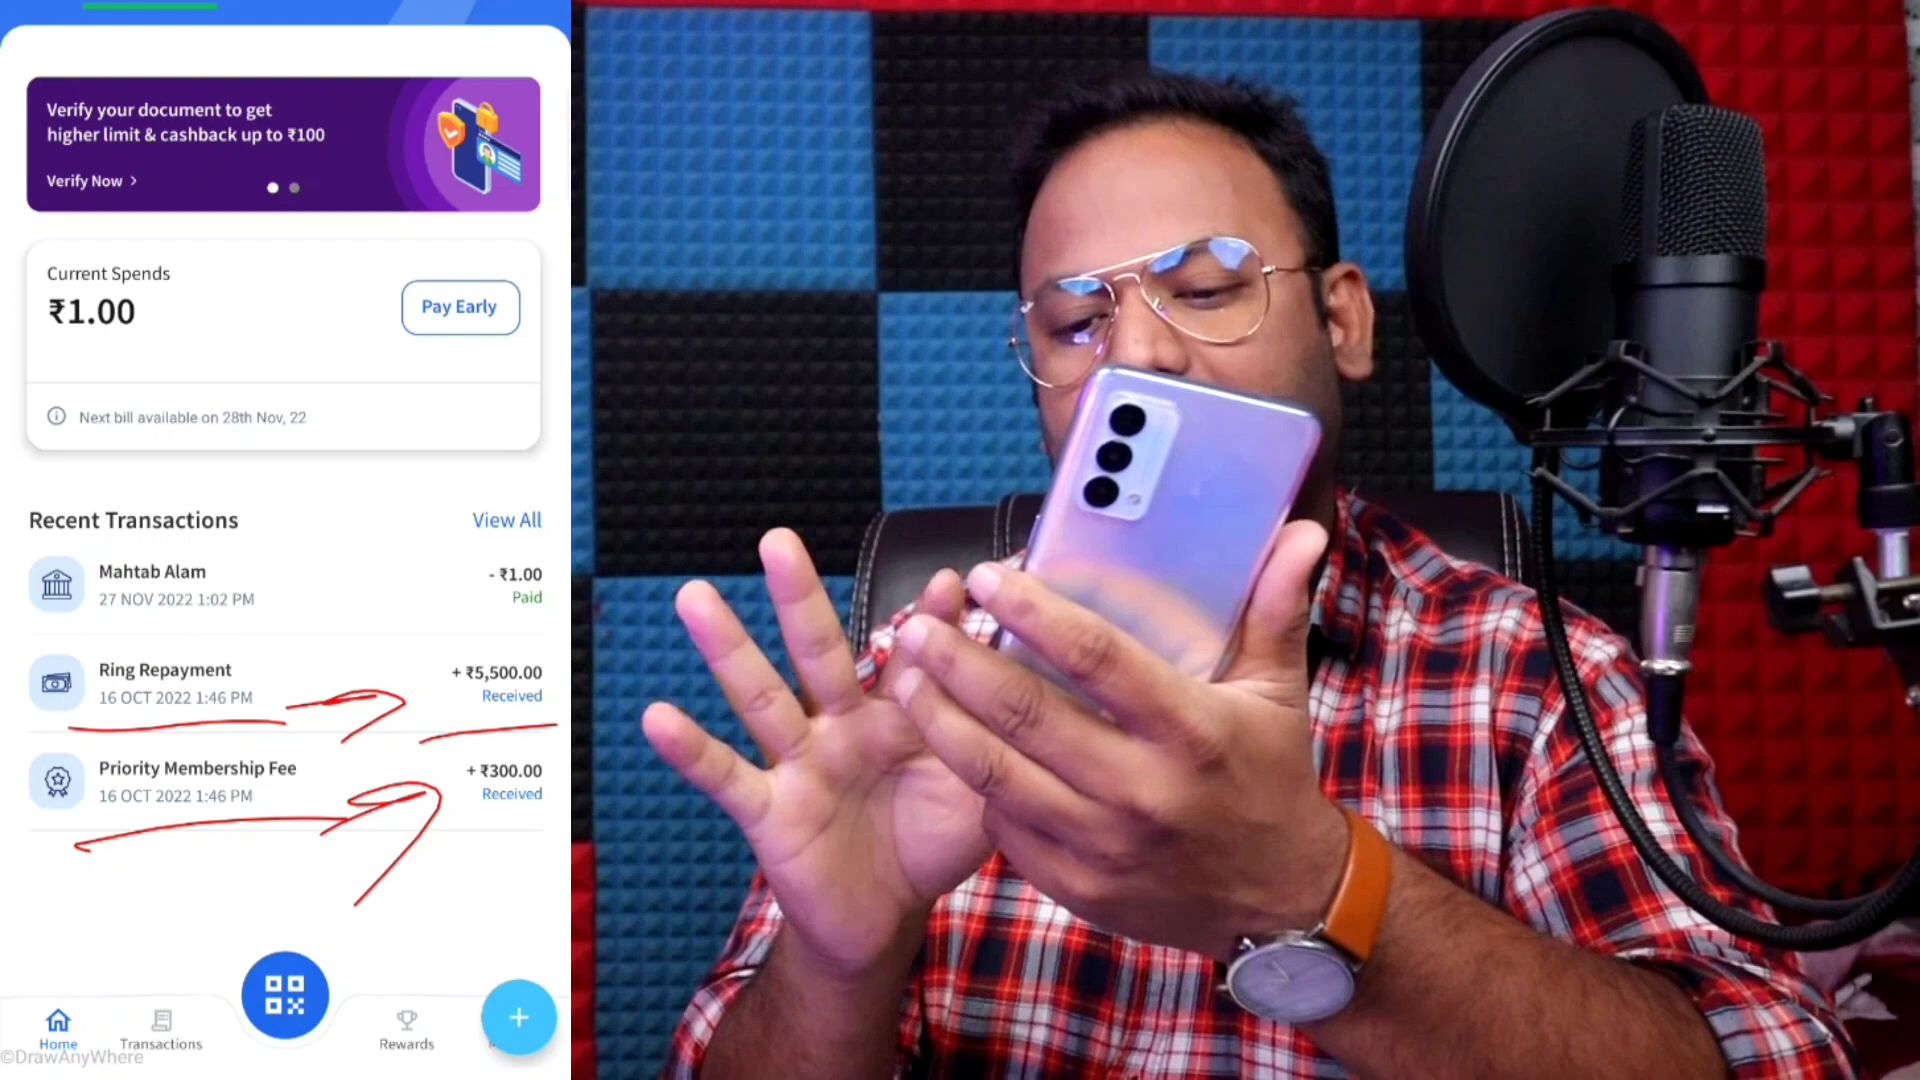 Verify your document to get
higher limit & cashback up to ₹100
Verify Now >
Current Spends
₹1.00
Pay Early
Next bill available on 28th Nov, 22
Recent Transactions
View All
Mahtab Alam
- ₹1.00
27 NOV 2022 1:02 PM
Paid
Ring Repayment
+ ₹5,500.00
16 OCT 2022 1:46 PM
Received
Priority Membership Fee
+ ₹300.00
16 OCT 2022 1:46 PM
Received
Home
Transactions
Rewards
©DrawAnyWhere